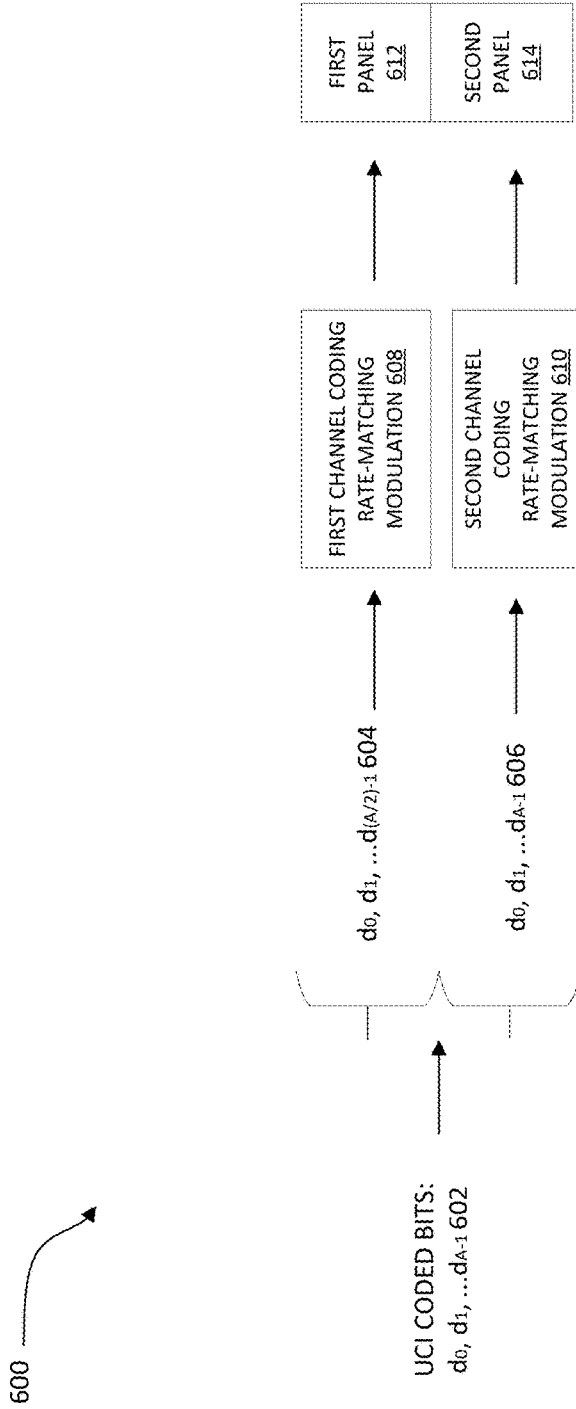 600
UCI CODED BITS:
d0, d1, ...dA-1 602
d0, d1, ...d(A/2)-1 604
d0, d1, ...dA-1 606
FIRST CHANNEL CODING
RATE-MATCHING
MODULATION 608
SECOND CHANNEL
CODING
RATE-MATCHING
MODULATION 610
FIRST
PANEL
612
SECOND
PANEL
614